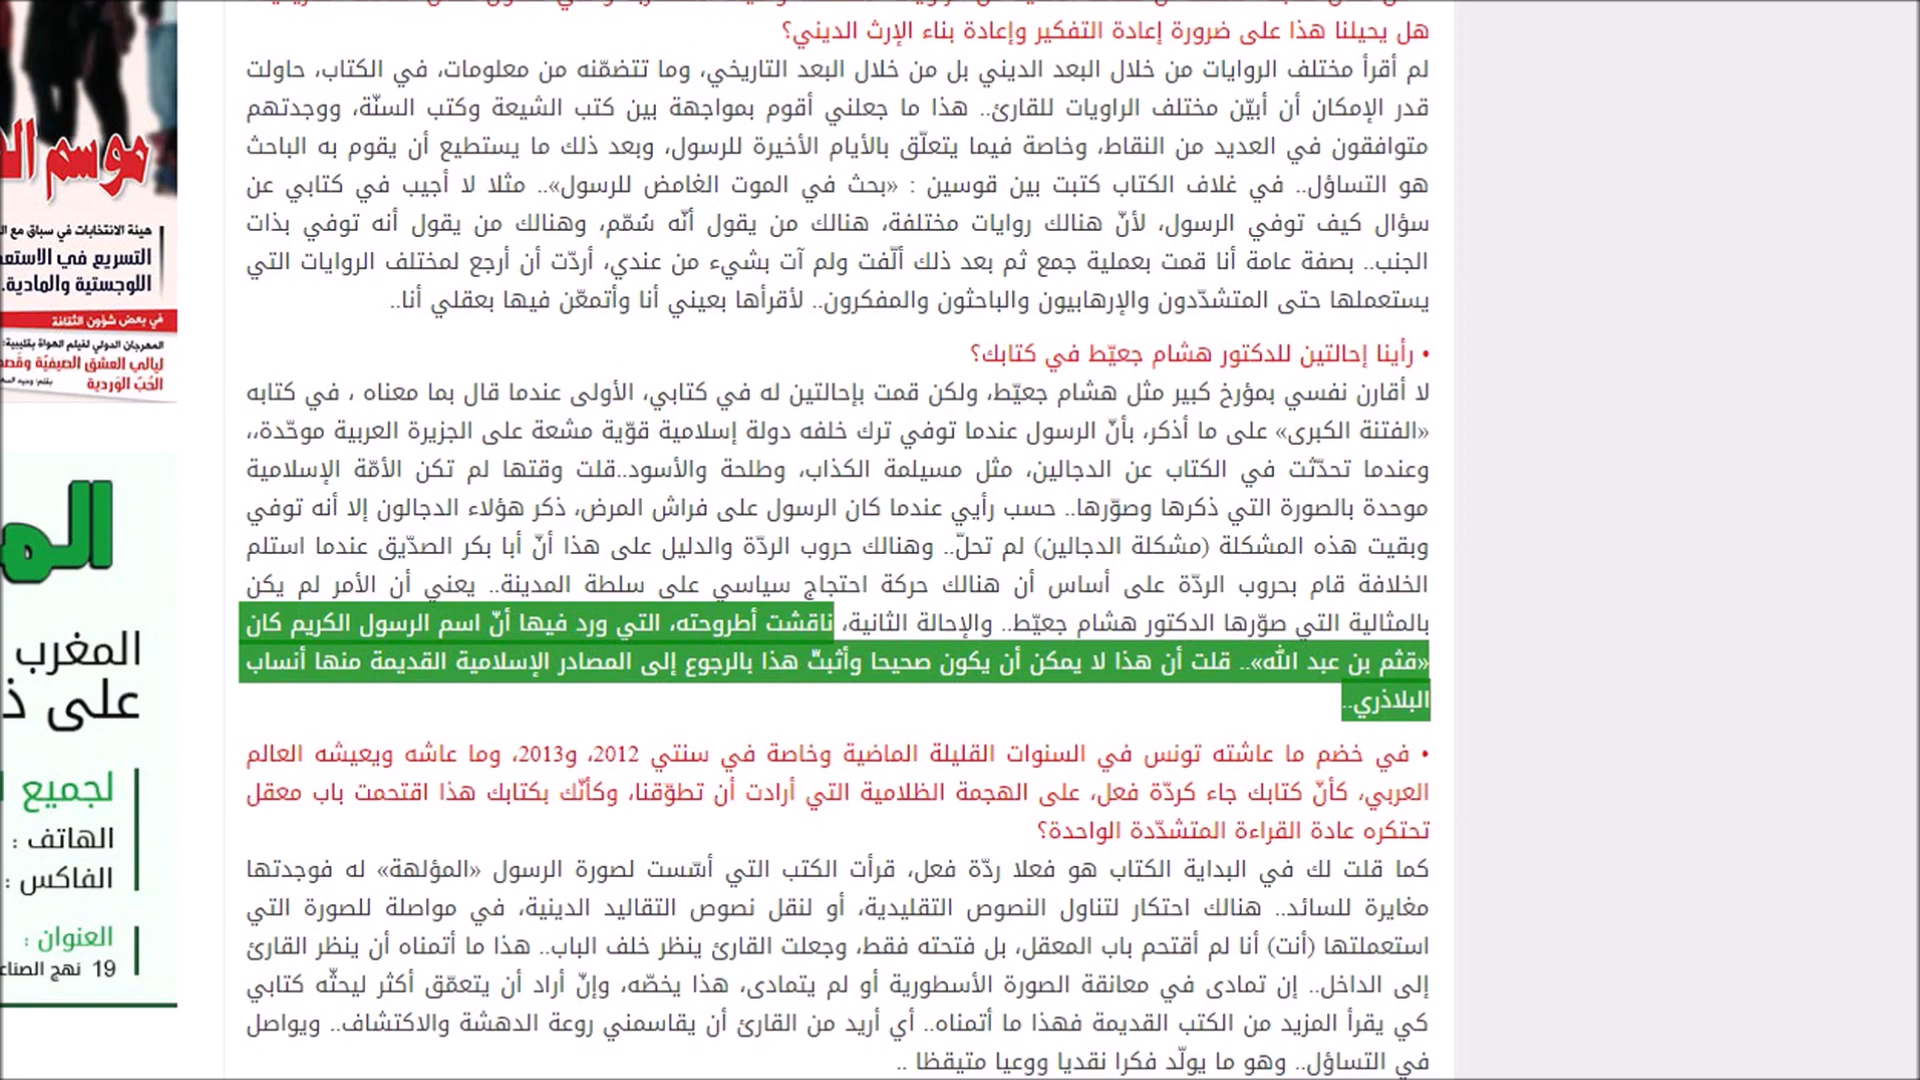 هل يحيلنا هذا على ضرورة إعادة التفكير وإعادة بناء الإرث الديني؟
لم أقرأ مختلف الروايات من خلال البعد الديني بل من خلال البعد التاريخي، وما تتضمّنه من معلومات، في الكتاب، حاولت
قدر الإمكان أن أبيّن مختلف الراويات للقارئ.. هذا ما جعلني أقوم بمواجهة بين كتب الشيعة وكتب السنّة، ووجدتهم
متوافقون في العديد من النقاط، وخاصة فيما يتعلّق بالأيام الأخيرة للرسول، وبعد ذلك ما يستطيع أن يقوم به الباحث
هو التساؤل.. في غلاف الكتاب كتبت بين قوسين : «بحث في الموت الغامض للرسول».. مثلا لا أجيب في كتابي عن
سؤال كيف توفي الرسول، لأنّ هنالك روايات مختلفة، هنالك من يقول أنّه سُمّم، وهنالك من يقول أنه توفي بذات
الجنب.. بصفة عامة أنا قمت بعملية جمع ثم بعد ذلك ألّفت ولم آت بشيء من عندي، أردّت أن أرجع لمختلف الروايات التي
يستعملها حتى المتشدّدون والإرهابيون والباحثون والمفكرون.. لأقرأها بعيني أنا وأتمعّن فيها بعقلي أنا..
• رأينا إحالتين للدكتور هشام جعيّط في كتابك؟
لا أقارن نفسي بمؤرخ كبير مثل هشام جعيّط، ولكن قمت بإحالتين له في كتابي، الأولى عندما قال بما معناه ، في كتابه
«الفتنة الكبرى» على ما أذكر، بأنّ الرسول عندما توفي ترك خلفه دولة إسلامية قوّية مشعة على الجزيرة العربية موحّدة،،
وعندما تحدّثت في الكتاب عن الدجالين، مثل مسيلمة الكذاب، وطلحة والأسود..قلت وقتها لم تكن الأمّة الإسلامية
موحدة بالصورة التي ذكرها وصوّرها.. حسب رأيي عندما كان الرسول على فراش المرض، ذكر هؤلاء الدجالون إلا أنه توفي
وبقيت هذه المشكلة (مشكلة الدجالين) لم تحلّ.. وهنالك حروب الردّة والدليل على هذا أنّ أبا بكر الصدّيق عندما استلم
الخلافة قام بحروب الردّة على أساس أن هنالك حركة احتجاج سياسي على سلطة المدينة.. يعني أن الأمر لم يكن
بالمثالية التي صوّرها الدكتور هشام جعيّط.. والإحالة الثانية، ناقشت أطروحته، التي ورد فيها أنّ اسم الرسول الكريم كان
«قثم بن عبد الله».. قلت أن هذا لا يمكن أن يكون صحيحا وأثبتّ هذا بالرجوع إلى المصادر الإسلامية القديمة منها أنساب
البلاذري..
• في خضم ما عاشته تونس في السنوات القليلة الماضية وخاصة في سنتي 2012، و2013، وما عاشه ويعيشه العالم
العربي، كأنّ كتابك جاء كردّة فعل، على الهجمة الظلامية التي أرادت أن تطوّقنا، وكأنّك بكتابك هذا اقتحمت باب معقل
تحتكره عادة القراءة المتشدّدة الواحدة؟
كما قلت لك في البداية الكتاب هو فعلا ردّة فعل، قرأت الكتب التي أسّست لصورة الرسول «المؤلهة» له فوجدتها
مغايرة للسائد.. هنالك احتكار لتناول النصوص التقليدية، أو لنقل نصوص التقاليد الدينية، في مواصلة للصورة التي
استعملتها (أنت) أنا لم أقتحم باب المعقل، بل فتحته فقط، وجعلت القارئ ينظر خلف الباب.. هذا ما أتمناه أن ينظر القارئ
إلى الداخل.. إن تمادى في معانقة الصورة الأسطورية أو لم يتمادى، هذا يخصّه، وإنّ أراد أن يتعمّق أكثر ليحثّه كتابي
كي يقرأ المزيد من الكتب القديمة فهذا ما أتمناه.. أي أريد من القارئ أن يقاسمني روعة الدهشة والاكتشاف.. ويواصل
في التساؤل.. وهو ما يولّد فكرا نقديا ووعيا متيقظا ..
موسم
هيئة الانتخابات في سباق مع
التسريع في
اللوجستية والمادية.
في بعض شؤون الثقافة
المهرجان الدولي لفيلم الهواة بقليبية:
ليالي العشق الصيفيّة
الحُبّ الوَردية
المغرب
على
لجميع
الهاتف :
الفاكس :
العنوان :
19 نهج